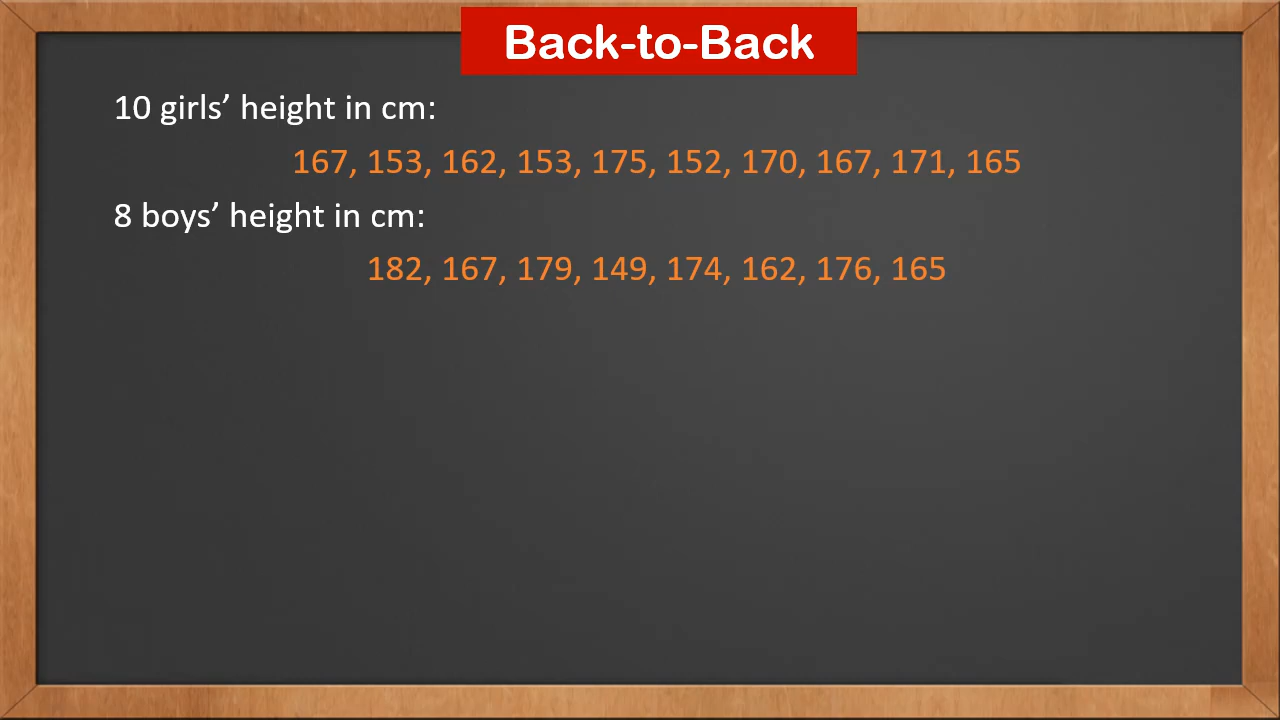 Back-to-Back
10 girls’ height in cm:
167, 153, 162, 153, 175, 152, 170, 167, 171, 165
8 boys’ height in cm:
182, 167, 179, 149, 174, 162, 176, 165